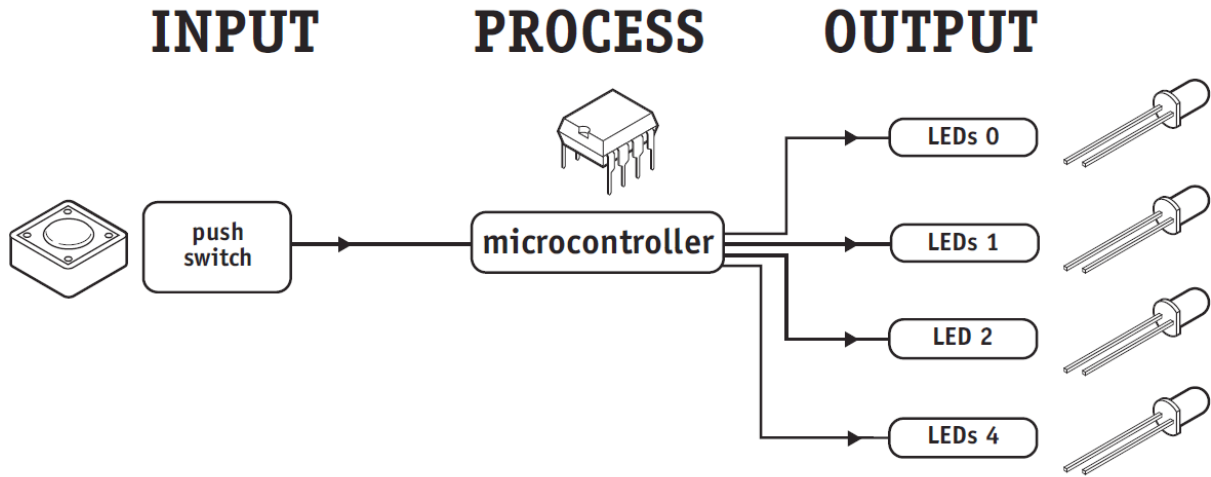 INPUT PROCESS OUTPUT
LEDs 0
push
switch
microcontroller
LEDs 1
LED 2
LEDs 4